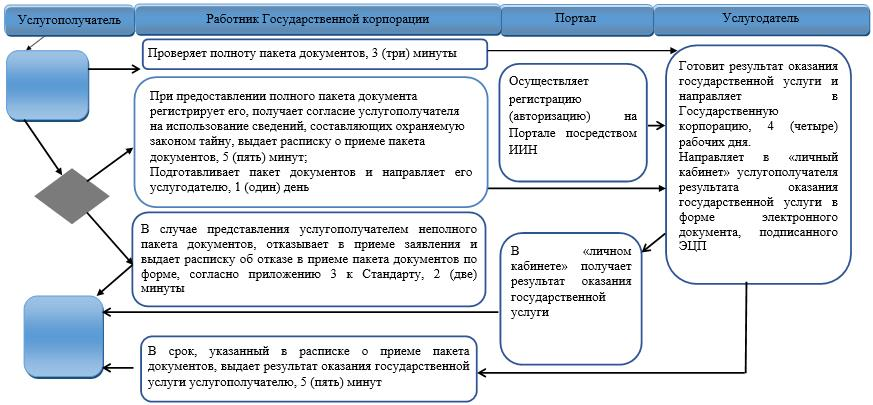 Услугополучатель
Работник Государственной корпорации
Портал
Услугодатель
Проверяет полноту пакета документов, 3 (три) минуты
При предоставлении полного пакета документа
регистрирует его, получает согласие услугополучателя
на использование сведений, составляющих охраняемую
законом тайну, выдает расписку о приеме пакета
документов, 5 (пять) минут;
Подготавливает пакет документов и направляет его
услугодателю, 1 (один) день
В случае представления услугополучателем неполного
пакета документов, отказывает в приеме заявления и
выдает расписку об отказе в приеме пакета документов по
форме, согласно приложению 3 к Стандарту, 2 (две)
минуты
В срок, указанный в расписке о приеме пакета
документов, выдает результат оказания государственной
услуги услугополучателю, 5 (пять) минут
Осуществляет
регистрацию
(авторизацию) на
Портале посредством
ИИН
В «личном
кабинете» получает
результат оказания
государственной
услуги
Готовит результат оказания
государственной услуги и
направляет в
Государственную
корпорацию, 4 (четыре)
рабочих дня.
Направляет в «личный
кабинет» услугополучателя
результата оказания
государственной услуги в
форме электронного
документа, подписанного
ЭЦП